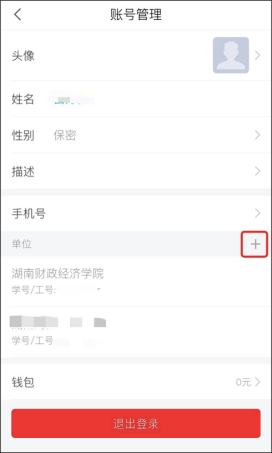 账号管理
头像
姓名
性别 保密
描述
手机号
单位
湖南财政经济学院
学号/工号:
学号/工号
钱包 0元
退出登录